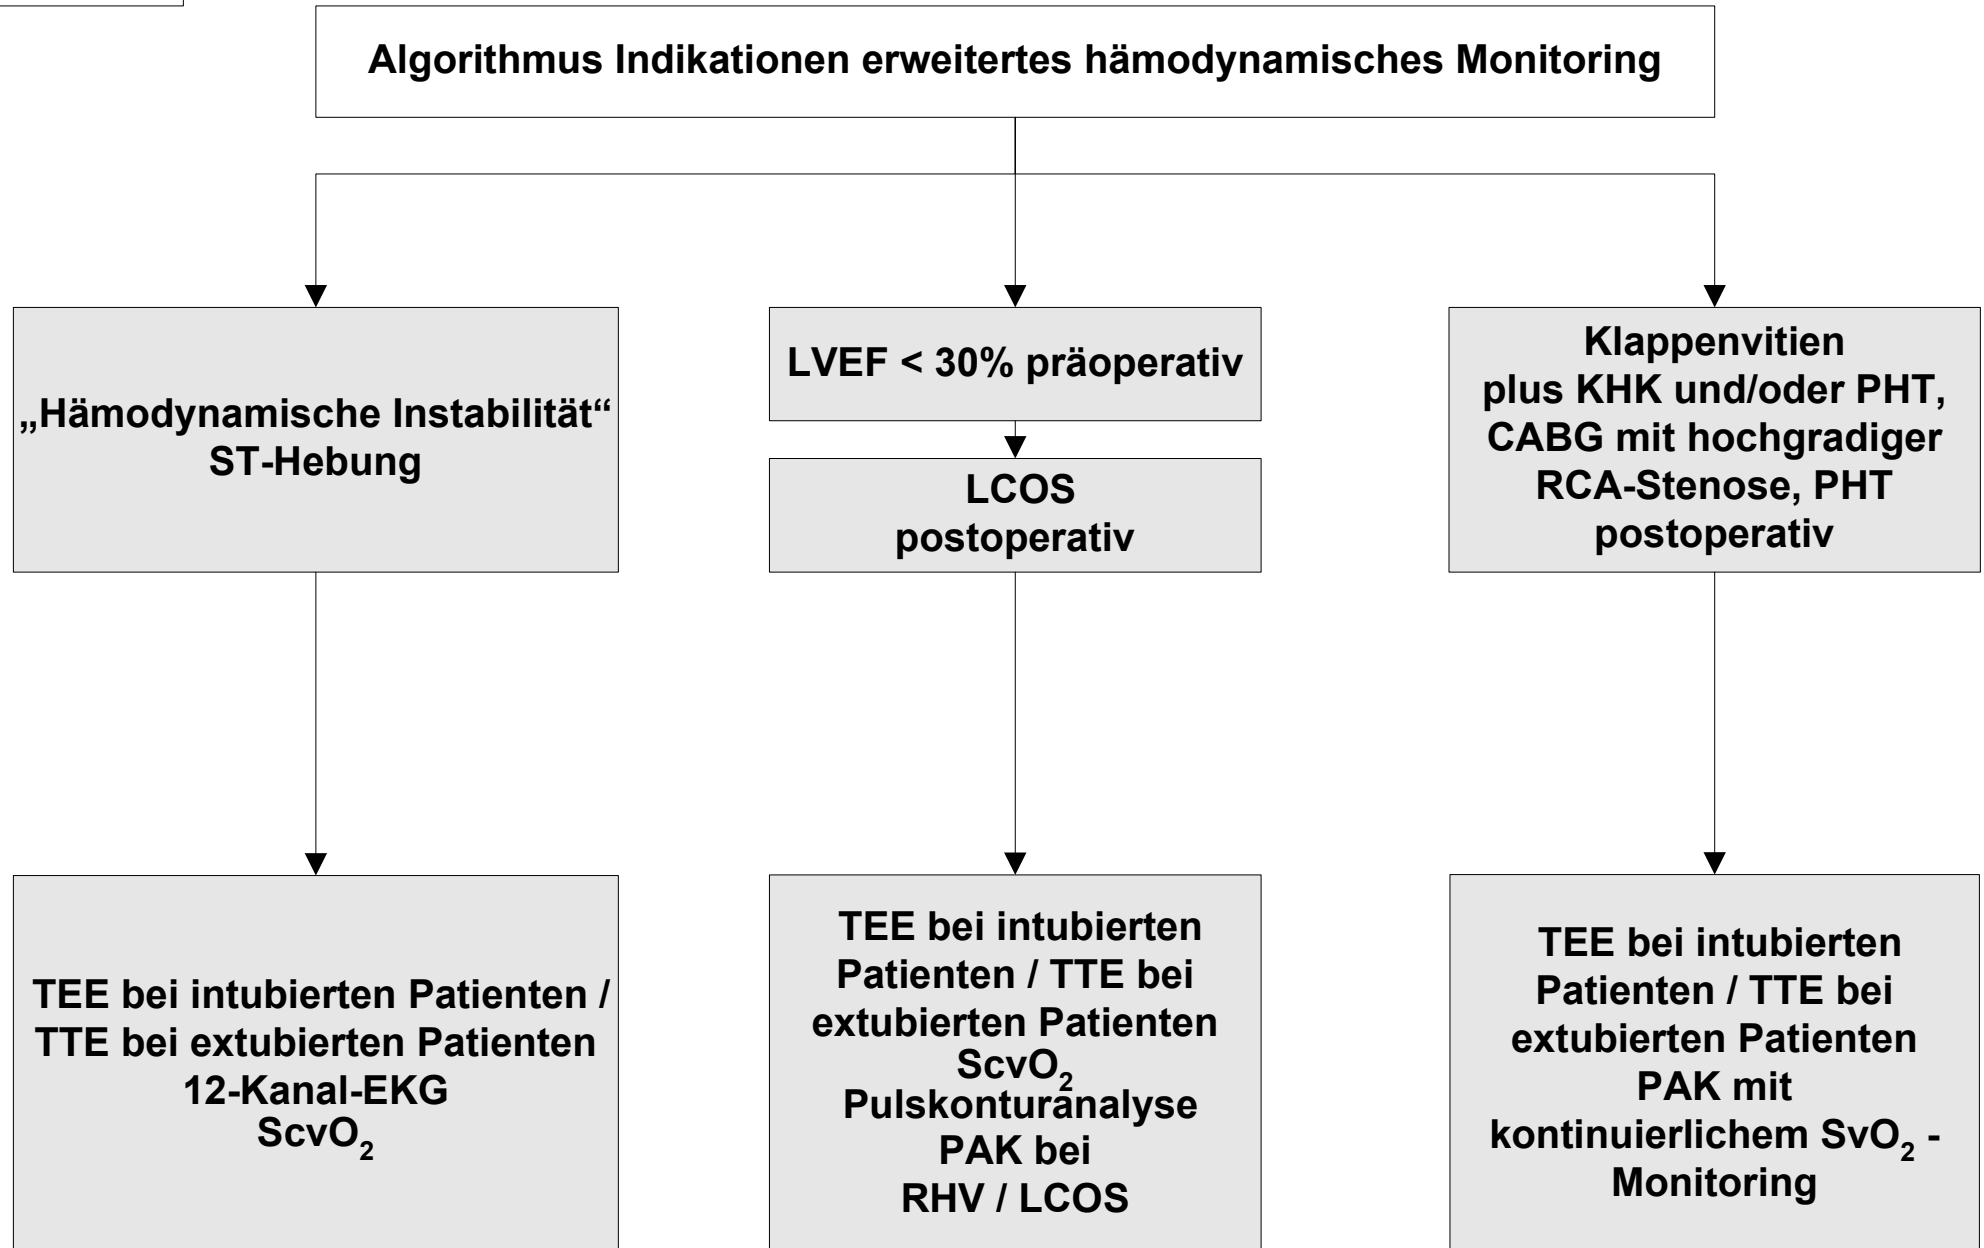 Algorithmus Indikationen erweitertes hämodynamisches Monitoring
„Hämodynamische Instabilität“
ST-Hebung
LVEF < 30% präoperativ
LCOS
postoperativ
Klappenvitien
plus KHK und/oder PHT,
CABG mit hochgradiger
RCA-Stenose, PHT
postoperativ
TEE bei intubierten Patienten /
TTE bei extubierten Patienten
12-Kanal-EKG
ScvO₂
TEE bei intubierten
Patienten / TTE bei
extubierten Patienten
ScvO₂
Pulskonturanalyse
PAK bei
RHV / LCOS
TEE bei intubierten
Patienten / TTE bei
extubierten Patienten
PAK mit
kontinuierlichem SvO₂ -
Monitoring